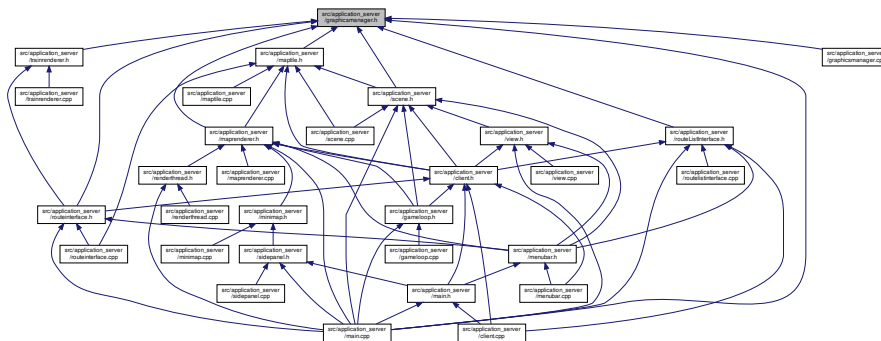 src/application_server
/graphicsmanager.h
src/application_server
/trainrenderer.h
src/application_server
/maptile.h
src/application_server
/graphicsmanager.cp
src/application_server
/trainrenderer.cpp
src/application_server
/maptile.cpp
src/application_server
/scene.h
src/application_server
/maprenderer.h
src/application_server
/scene.cpp
src/application_server
/view.h
src/application_server
/routeListInterface.h
src/application_server
/renderthread.h
src/application_server
/maprenderer.cpp
src/application_server
/client.h
src/application_server
/view.cpp
src/application_server
/routelistinterface.cpp
src/application_server
/routeinterface.h
src/application_server
/renderthread.cpp
src/application_server
/minimap.h
src/application_server
/gameloop.h
src/application_server
/routeinterface.cpp
src/application_server
/minimap.cpp
src/application_server
/sidepanel.h
src/application_server
/gameloop.cpp
src/application_server
/menubar.h
src/application_server
/sidepanel.cpp
src/application_server
/main.h
src/application_server
/menubar.cpp
src/application_server
/main.cpp
src/application_server
/client.cpp